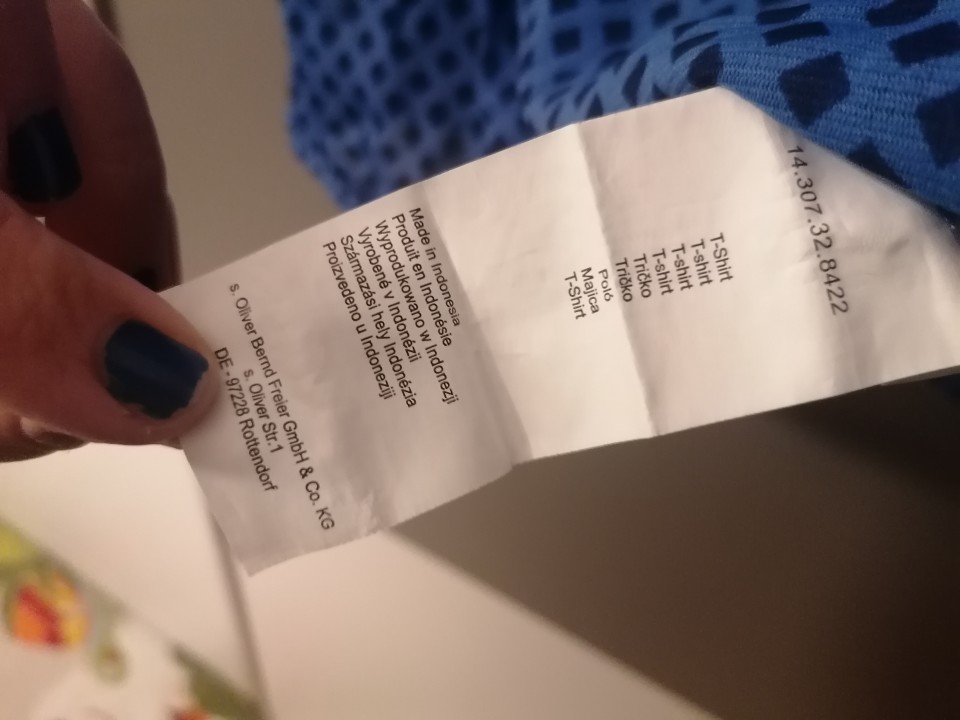 14.307.32.8422
T-Shirt
T-shirt
T-shirt
T-shirt
Tričko
Tričko
Póló
Majica
T-Shirt
Made in Indonesia
Produit en Indonésie
Wyprodukowano w Indonezji
Vyrobené v Indonézii
Származási hely Indonézia
Proizvedeno u Indoneziji
s. Oliver Bernd Freier GmbH & Co. KG
s. Oliver Str.1
DE - 97228 Rottendorf